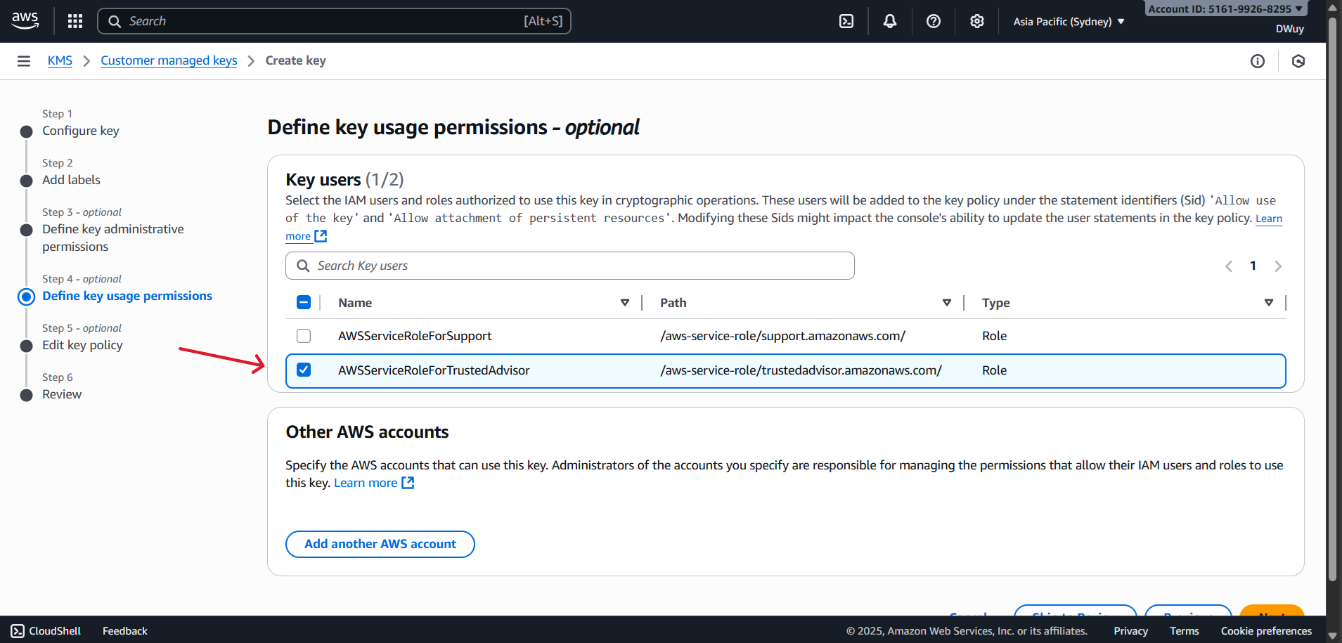 aws
Search
[Alt+S]
Asia Pacific (Sydney)
Account ID: 5161-9926-8295
DWuy
KMS
Customer managed keys
Create key
Step 1
Configure key
Step 2
Add labels
Step 3 - optional
Define key administrative
permissions
Step 4 - optional
Define key usage permissions
Step 5 - optional
Edit key policy
Step 6
Review
Define key usage permissions - optional
Key users (1/2)
Select the IAM users and roles authorized to use this key in cryptographic operations. These users will be added to the key policy under the statement identifiers (Sid) 'Allow use
of the key' and 'Allow attachment of persistent resources'. Modifying these Sids might impact the console's ability to update the user statements in the key policy. Learn
more
Search Key users
1
Name
Path
Type
AWSServiceRoleForSupport
/aws-service-role/support.amazonaws.com/
Role
AWSServiceRoleForTrustedAdvisor
/aws-service-role/trustedadvisor.amazonaws.com/
Role
Other AWS accounts
Specify the AWS accounts that can use this key. Administrators of the accounts you specify are responsible for managing the permissions that allow their IAM users and roles to use
this key. Learn more
Add another AWS account
CloudShell
Feedback
© 2025, Amazon Web Services, Inc. or its affiliates.
Privacy
Terms
Cookie preferences